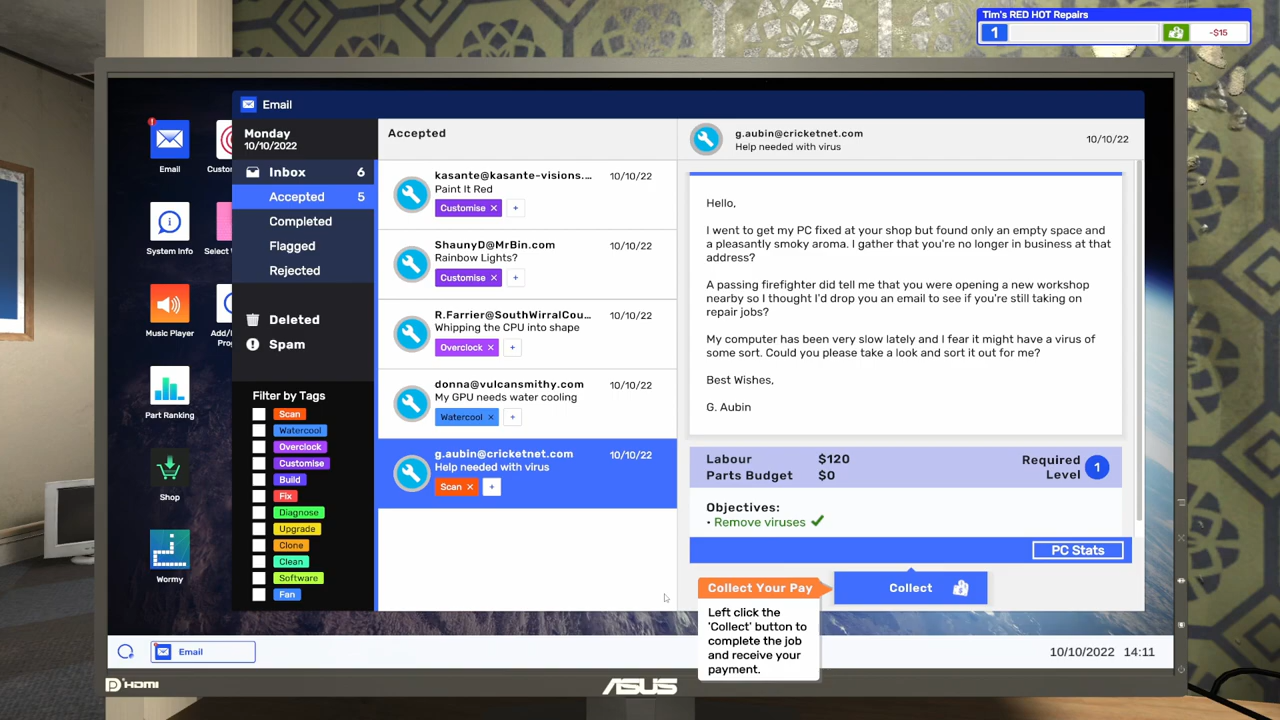 Tim's RED HOT Repairs
1
-$15
Email
Monday
10/10/2022
Inbox 6
Accepted 5
Completed
Flagged
Rejected
Deleted
Spam
Filter by Tags
Scan
Watercool
Overclock
Customise
Build
Fix
Diagnose
Upgrade
Clone
Clean
Software
Fan
Email
System Info
Select
Music Player
Part Ranking
Shop
Wormy
Accepted
kasante@kasante-visions.... 10/10/22
Paint It Red
Customise × +
ShaunyD@MrBin.com 10/10/22
Rainbow Lights?
Customise × +
R.Farrier@SouthWirralCou... 10/10/22
Whipping the CPU into shape
Overclock × +
donna@vulcansmithy.com 10/10/22
My GPU needs water cooling
Watercool × +
g.aubin@cricketnet.com 10/10/22
Help needed with virus
Scan × +
g.aubin@cricketnet.com 10/10/22
Help needed with virus
Hello,
I went to get my PC fixed at your shop but found only an empty space and
a pleasantly smoky aroma. I gather that you're no longer in business at that
address?
A passing firefighter did tell me that you were opening a new workshop
nearby so I thought I'd drop you an email to see if you're still taking on
repair jobs?
My computer has been very slow lately and I fear it might have a virus of
some sort. Could you please take a look and sort it out for me?
Best Wishes,
G. Aubin
Labour $120
Parts Budget $0
Required
Level 1
Objectives:
• Remove viruses
PC Stats
Collect Your Pay
Collect
Left click the
'Collect' button to
complete the job
and receive your
payment.
Email
10/10/2022 14:11
HDMI
ASUS